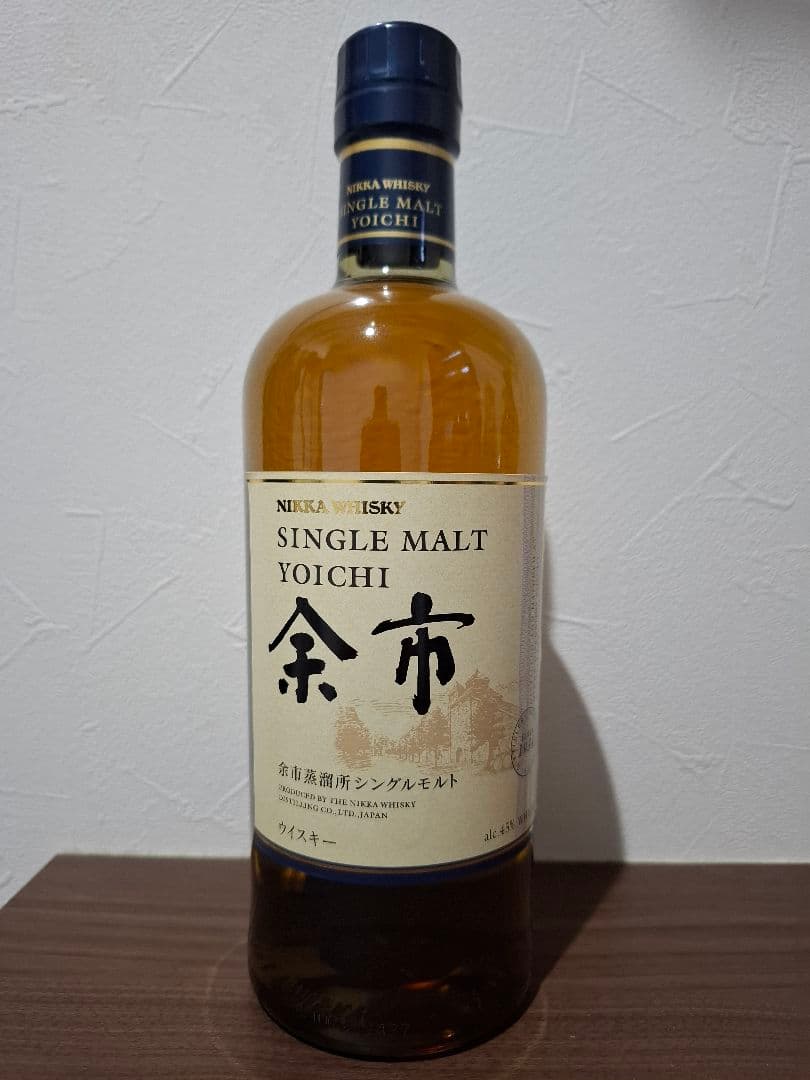 NIKKA WHISKY
SINGLE MALT
YOICHI
NIKKA WHISKY
SINGLE MALT
YOICHI
余市
余市蒸溜所シングルモルト
PRODUCED BY THE NIKKA WHISKY
DISTILLING CO., LTD., JAPAN
ウイスキー
alc.45%